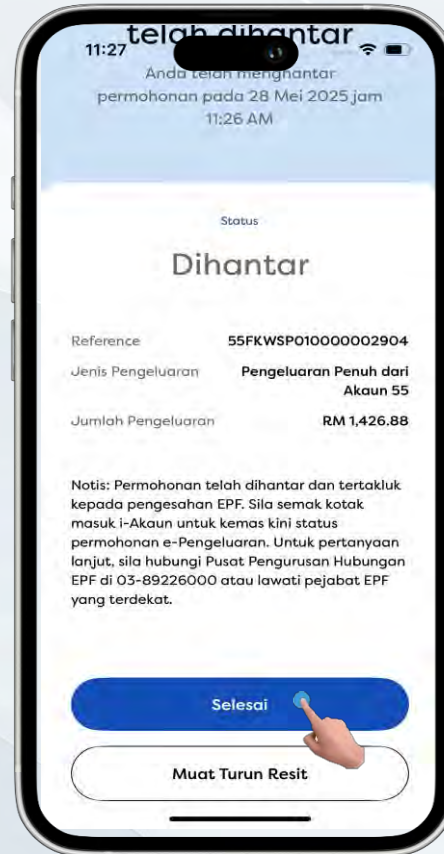 telah dihantar
11:27
Anda telah menghantar
permohonan pada 28 Mei 2025 jam
11:26 AM
Status
Dihantar
Reference 55FKWSP010000002904
Jenis Pengeluaran Pengeluaran Penuh dari
Akaun 55
Jumlah Pengeluaran RM 1,426.88
Notis: Permohonan telah dihantar dan tertakluk
kepada pengesahan EPF. Sila semak kotak
masuk i-Akaun untuk kemas kini status
permohonan e-Pengeluaran. Untuk pertanyaan
lanjut, sila hubungi Pusat Pengurusan Hubungan
EPF di 03-89226000 atau lawati pejabat EPF
yang terdekat.
Selesai
Muat Turun Resit